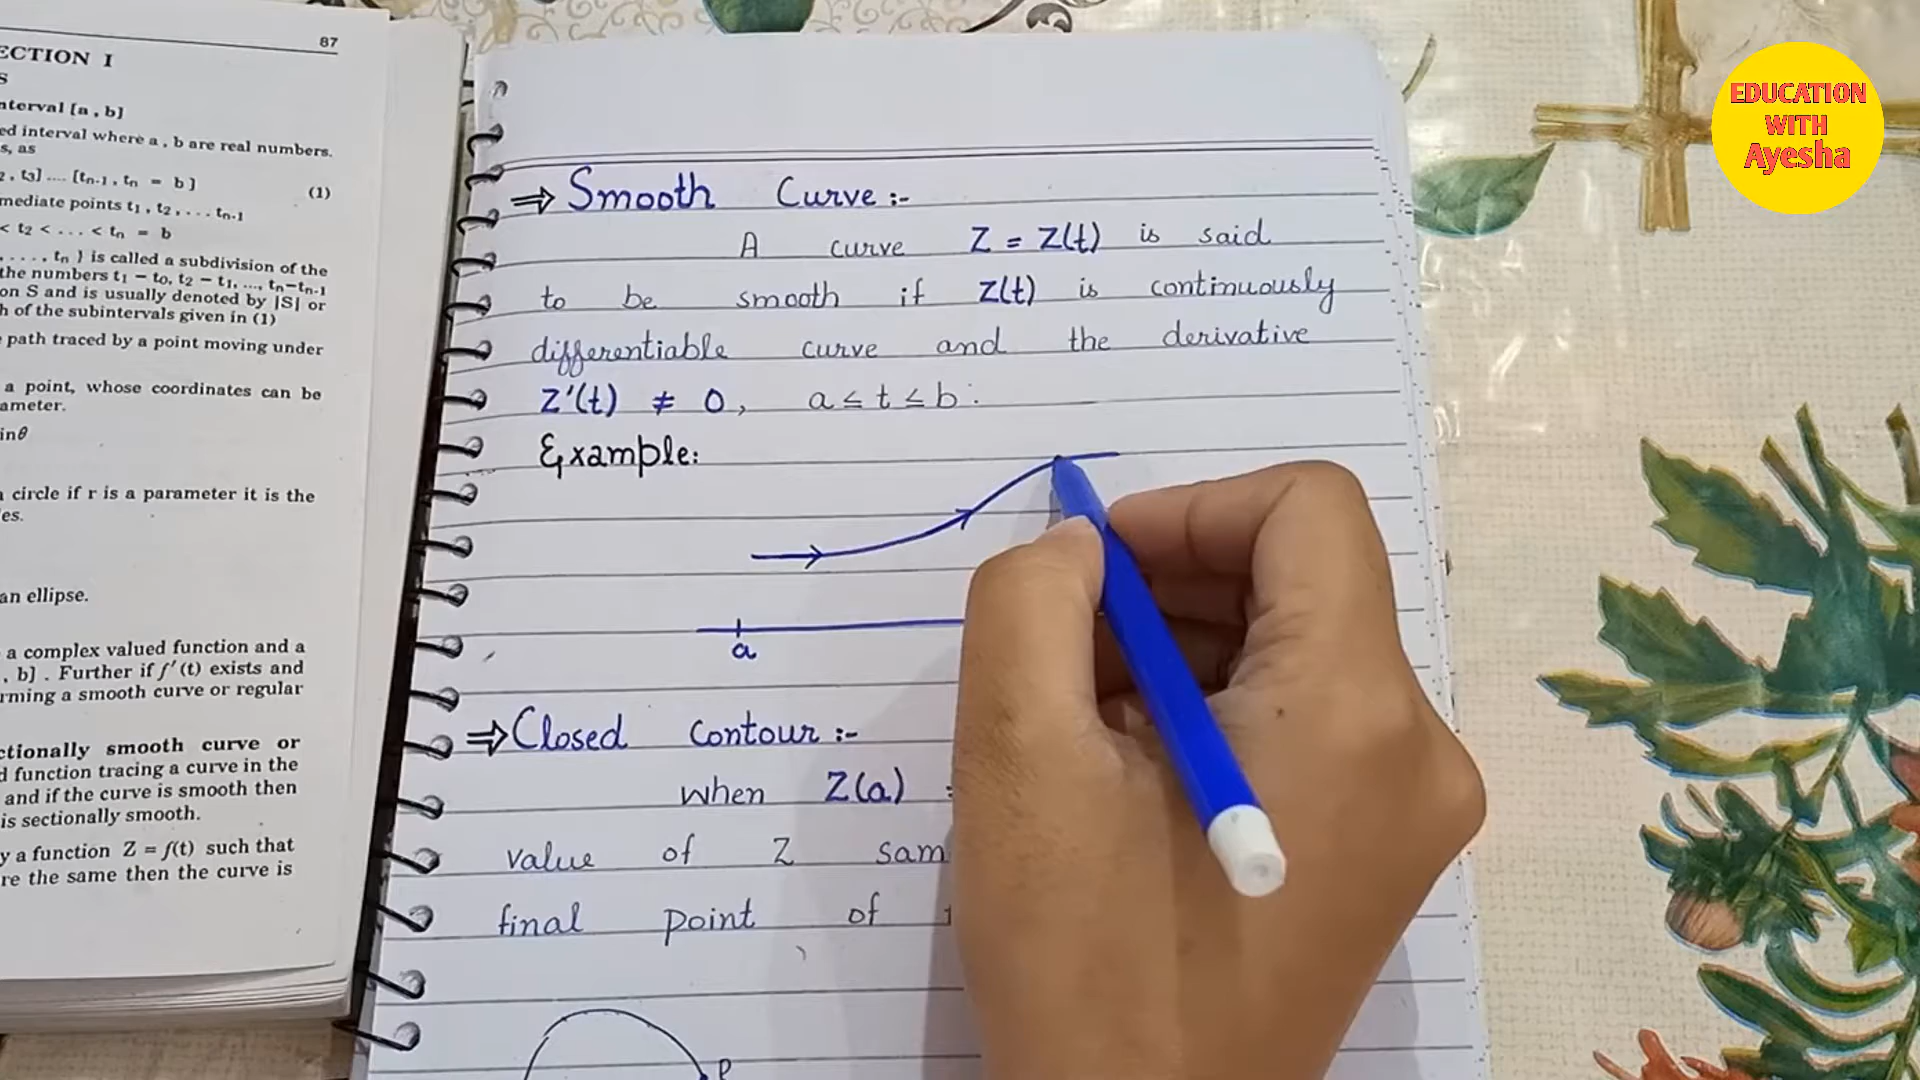 87
ECTION I
S
nterval [a , b]
ed interval where a , b are real numbers.
s, as
2 , t3] .... [tn-1 , tn = b ]
(1)
mediate points t1 , t2 , . . . tn-1
< t2 < . . . < tn = b
, . . . . , tn } is called a subdivision of the
the numbers t1 − t0, t2 − t1, ..., tn−tn-1
on S and is usually denoted by |S| or
h of the subintervals given in (1)
path traced by a point moving under
a point, whose coordinates can be
ameter.
inθ
circle if r is a parameter it is the
es.
an ellipse.
a complex valued function and a
, b] . Further if f′(t) exists and
rming a smooth curve or regular
ctionally smooth curve or
d function tracing a curve in the
and if the curve is smooth then
is sectionally smooth.
y a function Z = f(t) such that
re the same then the curve is
⇒ Smooth Curve :-
A curve Z = Z(t) is said
to be smooth if Z(t) is continuously
differentiable curve and the derivative
Z'(t) ≠ 0, a ≤ t ≤ b.
Example:
a
⇒ Closed Contour :-
when Z(a) =
value of Z sam
final point of
P
EDUCATION
WITH
Ayesha